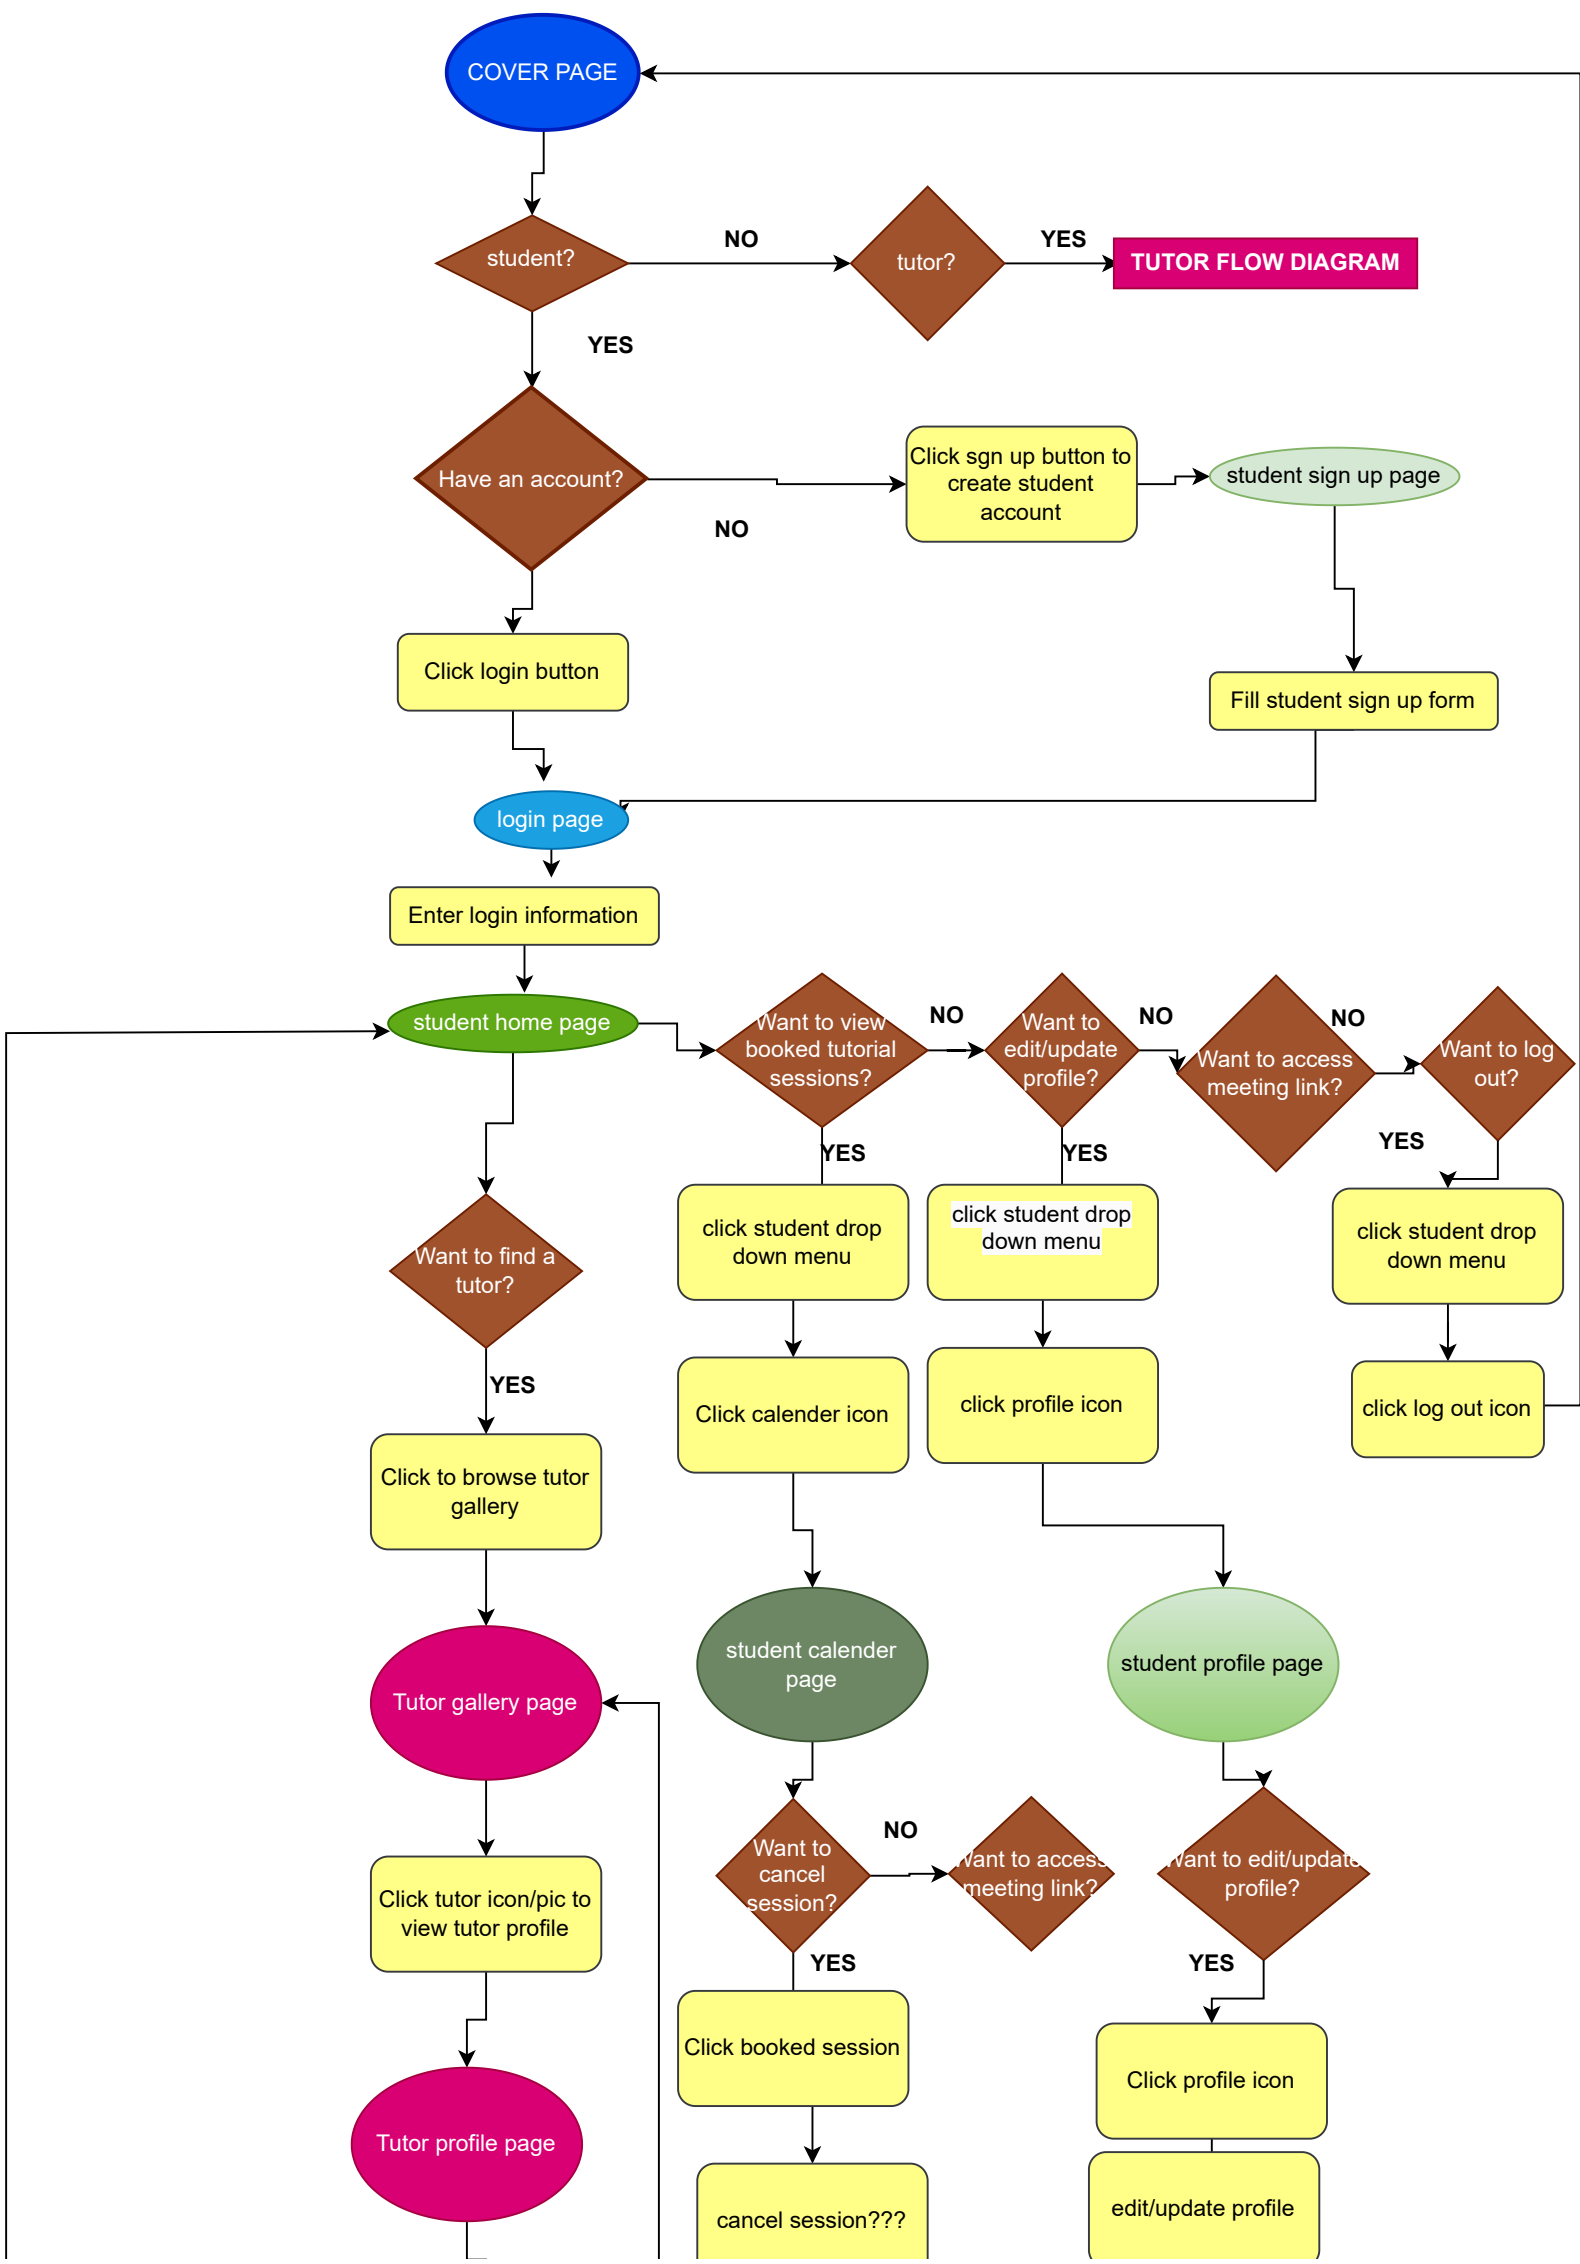 COVER PAGE
student?
NO
tutor?
YES
TUTOR FLOW DIAGRAM
YES
Have an account?
NO
Click sgn up button to
create student
account
student sign up page
Click login button
Fill student sign up form
login page
Enter login information
student home page
Want to view
booked tutorial
sessions?
NO
Want to
edit/update
profile?
NO
Want to access
meeting link?
NO
Want to log
out?
YES
YES
YES
click student drop
down menu
click student drop
down menu
click student drop
down menu
Want to find a
tutor?
YES
Click calender icon
click profile icon
click log out icon
Click to browse tutor
gallery
student calender
page
student profile page
Tutor gallery page
Want to
cancel
session?
NO
Want to access
meeting link?
Want to edit/update
profile?
Click tutor icon/pic to
view tutor profile
YES
YES
Click booked session
Click profile icon
Tutor profile page
cancel session???
edit/update profile